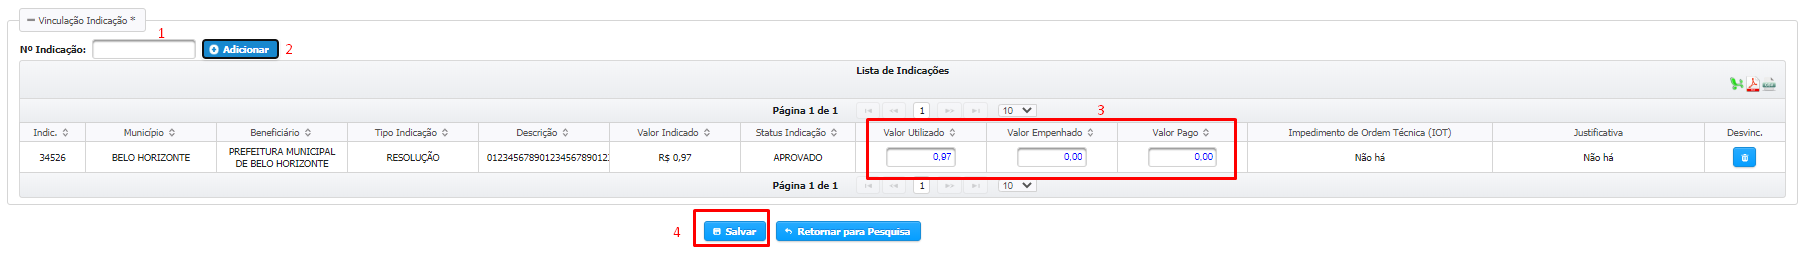 Vinculação Indicação *
1
Nº Indicação: Adicionar 2
Lista de Indicações
Página 1 de 1 1 10 3
Indic. Município Beneficiário Tipo Indicação Descrição Valor Indicado Status Indicação Valor Utilizado Valor Empenhado Valor Pago Impedimento de Ordem Técnica (IOT) Justificativa Desvinc.
34526 BELO HORIZONTE PREFEITURA MUNICIPAL DE BELO HORIZONTE RESOLUÇÃO 01234567890123456789012 R$ 0,97 APROVADO 0,97 0,00 0,00 Não há Não há
Página 1 de 1 1 10
4 Salvar Retornar para Pesquisa